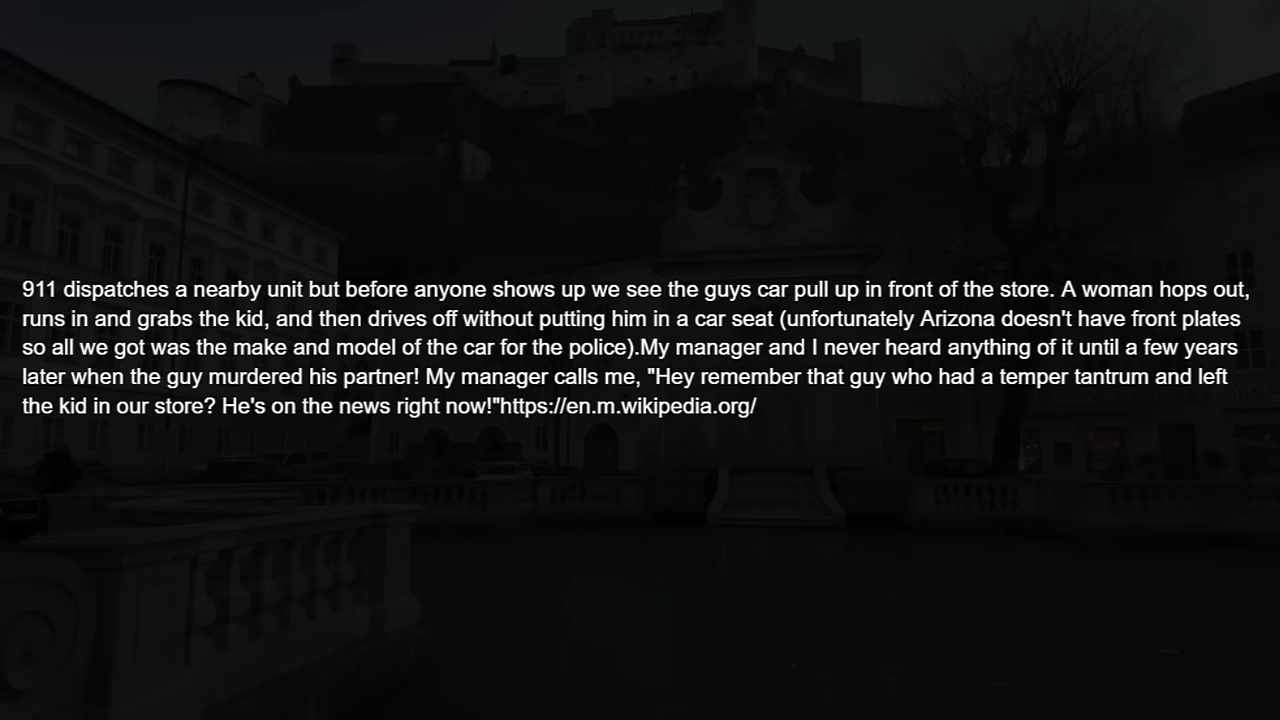 911 dispatches a nearby unit but before anyone shows up we see the guys car pull up in front of the store. A woman hops out,
runs in and grabs the kid, and then drives off without putting him in a car seat (unfortunately Arizona doesn't have front plates
so all we got was the make and model of the car for the police).My manager and I never heard anything of it until a few years
later when the guy murdered his partner! My manager calls me, "Hey remember that guy who had a temper tantrum and left
the kid in our store? He's on the news right now!"https://en.m.wikipedia.org/